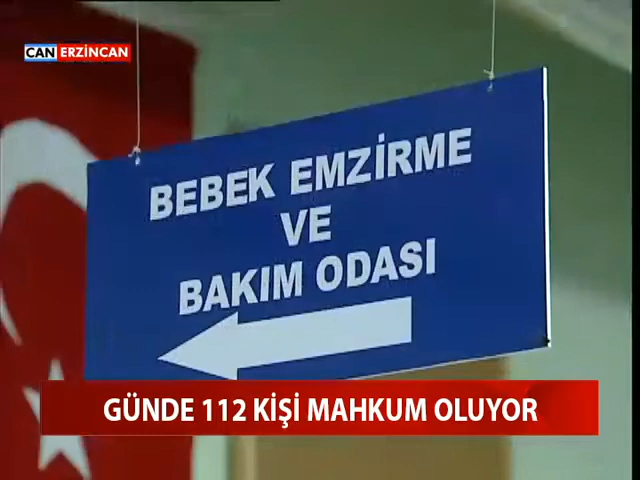 CAN ERZİNCAN
BEBEK EMZİRME
VE
BAKIM ODASI
GÜNDE 112 KİŞİ MAHKUM OLUYOR